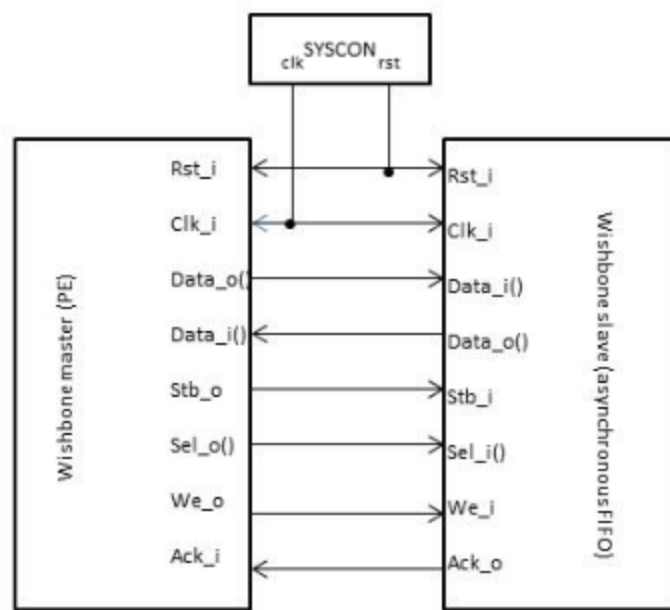 SYSCON
clk rst
Rst_i
Clk_i
Data_o()
Data_i()
Stb_o
Sel_o()
We_o
Ack_i
Wishbone master (PE)
Rst_i
Clk_i
Data_i()
Data_o()
Stb_i
Sel_i()
We_i
Ack_o
Wishbone slave (asynchronous FIFO)